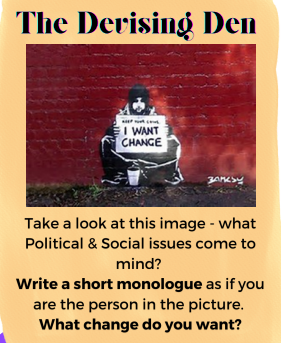 The Devising Den
KEEP YOUR COINS
I WANT
CHANGE
BANKSY
Take a look at this image - what
Political & Social issues come to
mind?
Write a short monologue as if you
are the person in the picture.
What change do you want?